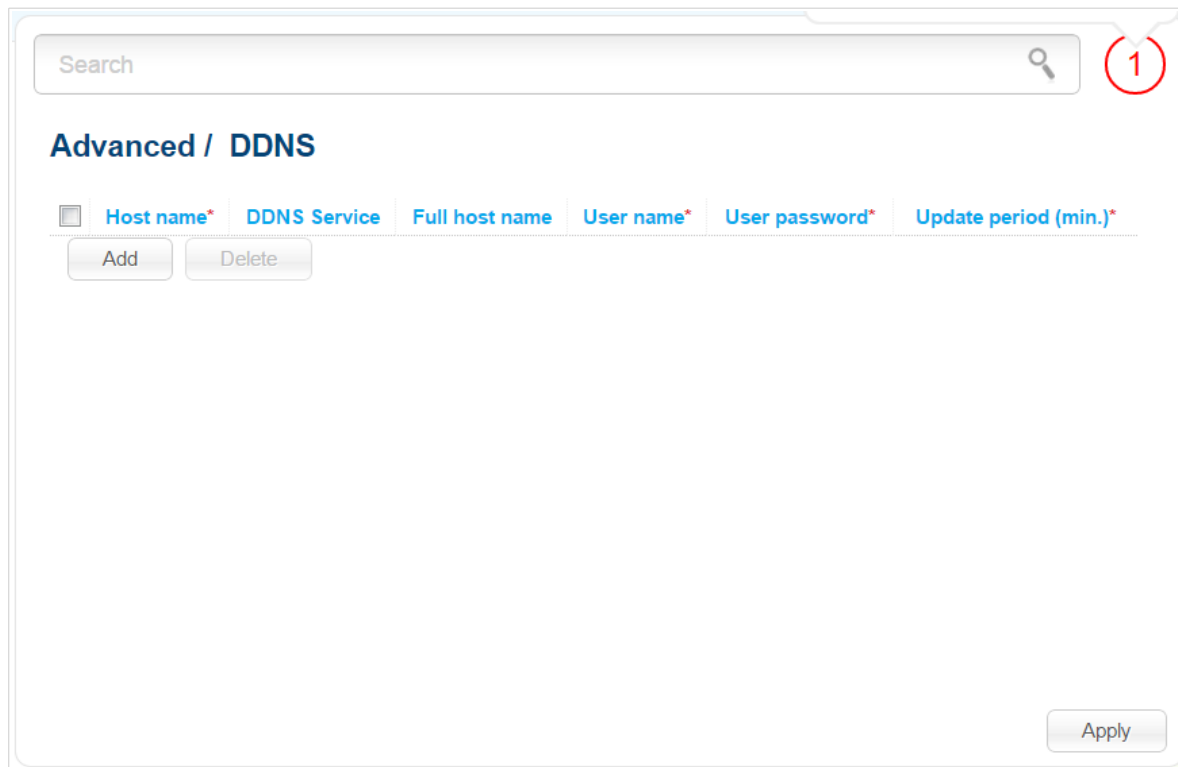 Search
1
Advanced / DDNS
Host name* DDNS Service Full host name User name* User password* Update period (min.)*
Add Delete
Apply